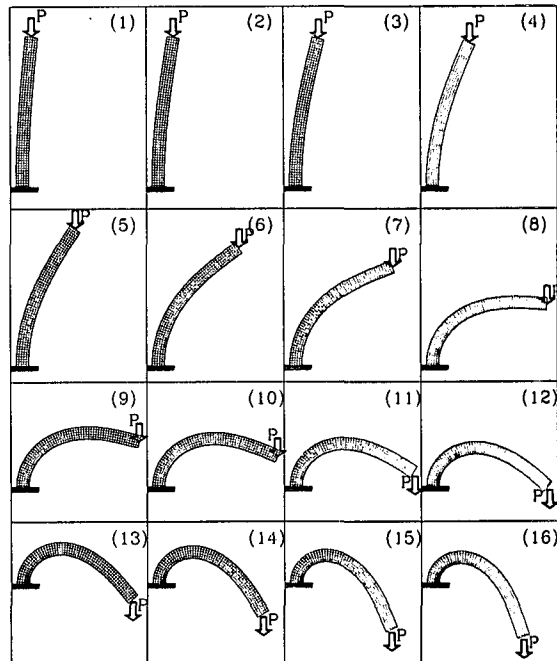 P (1) P (2) P (3) P (4)
P (5) P (6) P (7) P (8)
P (9) P (10) P (11) P (12)
P (13) P (14) P (15) P (16)